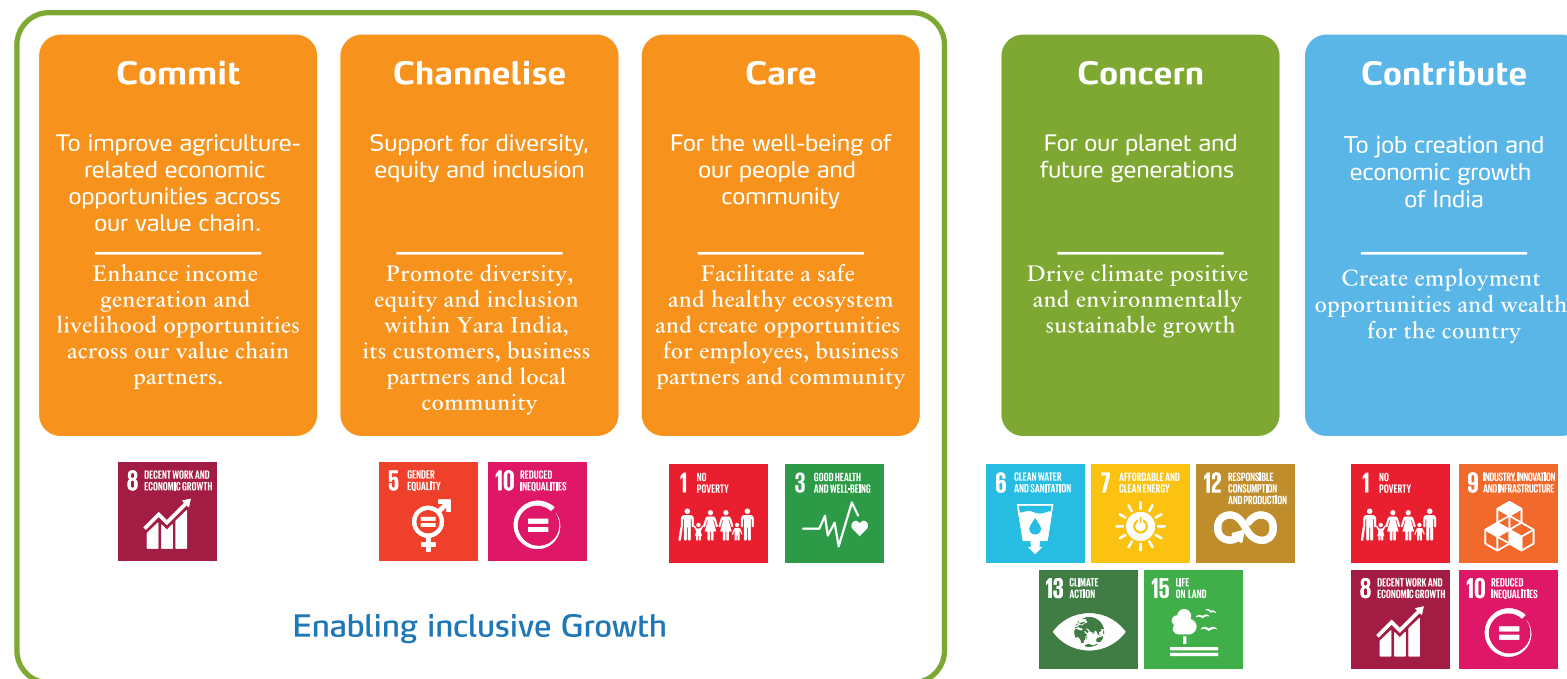 Commit
To improve agriculture-
related economic
opportunities across
our value chain.
Enhance income
generation and
livelihood opportunities
across our value chain
partners.
8 DECENT WORK AND
ECONOMIC GROWTH
Channelise
Support for diversity,
equity and inclusion
Promote diversity,
equity and inclusion
within Yara India,
its customers, business
partners and local
community
5 GENDER
EQUALITY
10 REDUCED
INEQUALITIES
Care
For the well-being of
our people and
community
Facilitate a safe
and healthy ecosystem
and create opportunities
for employees, business
partners and community
1 NO
POVERTY
3 GOOD HEALTH
AND WELL-BEING
Enabling inclusive Growth
Concern
For our planet and
future generations
Drive climate positive
and environmentally
sustainable growth
6 CLEAN WATER
AND SANITATION
7 AFFORDABLE AND
CLEAN ENERGY
12 RESPONSIBLE
CONSUMPTION
AND PRODUCTION
13 CLIMATE
ACTION
15 LIFE
ON LAND
Contribute
To job creation and
economic growth
of India
Create employment
opportunities and wealth
for the country
1 NO
POVERTY
9 INDUSTRY, INNOVATION
AND INFRASTRUCTURE
8 DECENT WORK AND
ECONOMIC GROWTH
10 REDUCED
INEQUALITIES